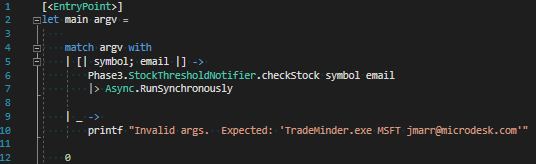 1 [<EntryPoint>]
2 let main argv =
3
4 match argv with
5 | [| symbol; email |] ->
6 Phase3.StockThresholdNotifier.checkStock symbol email
7 |> Async.RunSynchronously
8
9 | _ ->
10 printf "Invalid args.  Expected: 'TradeMinder.exe MSFT jmarr@microdesk.com'"
11
12 0